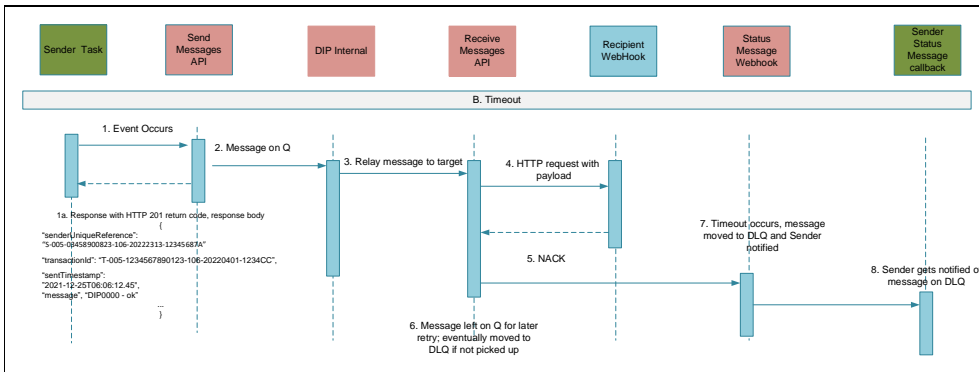 Sender Task
Send
Messages
API
DIP Internal
Receive
Messages
API
Recipient
WebHook
Status
Message
Webhook
Sender
Status
Message
callback
B. Timeout
1. Event Occurs
2. Message on Q
3. Relay message to target
4. HTTP request with
payload
1a. Response with HTTP 201 return code, response body
{
"senderUniqueReference":
"S-005-08458900823-106-20222313-12345687A"
"transactionId": "T-005-1234567890123-106-20220401-1234CC",
"sentTimestamp":
"2021-12-25T06:06:12.45",
"message", "DIP0000 - ok"
...
}
5. NACK
6. Message left on Q for later
retry; eventually moved to
DLQ if not picked up
7. Timeout occurs, message
moved to DLQ and Sender
notified
8. Sender gets notified o
message on DLQ